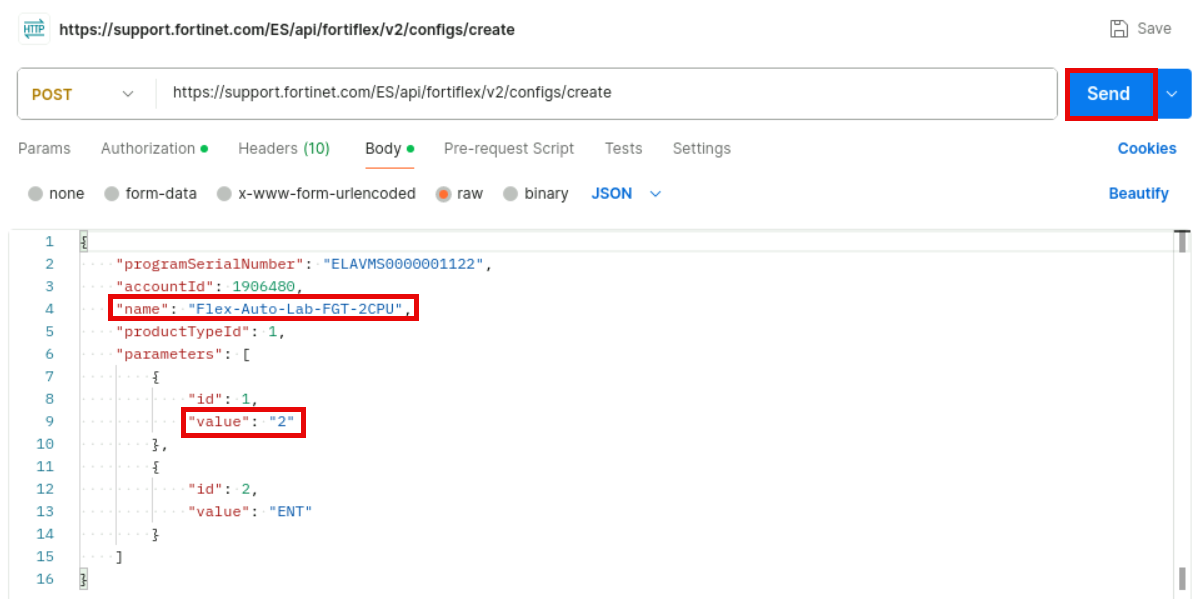 HTTP https://support.fortinet.com/ES/api/fortiflex/v2/configs/create Save
POST https://support.fortinet.com/ES/api/fortiflex/v2/configs/create Send
Params Authorization Headers (10) Body Pre-request Script Tests Settings Cookies
none form-data x-www-form-urlencoded raw binary JSON Beautify
1 {
2 "programSerialNumber": "ELAVMS0000001122",
3 "accountId": 1906480,
4 "name": "Flex-Auto-Lab-FGT-2CPU",
5 "productTypeId": 1,
6 "parameters": [
7 {
8 "id": 1,
9 "value": "2"
10 },
11 {
12 "id": 2,
13 "value": "ENT"
14 }
15 ]
16 }